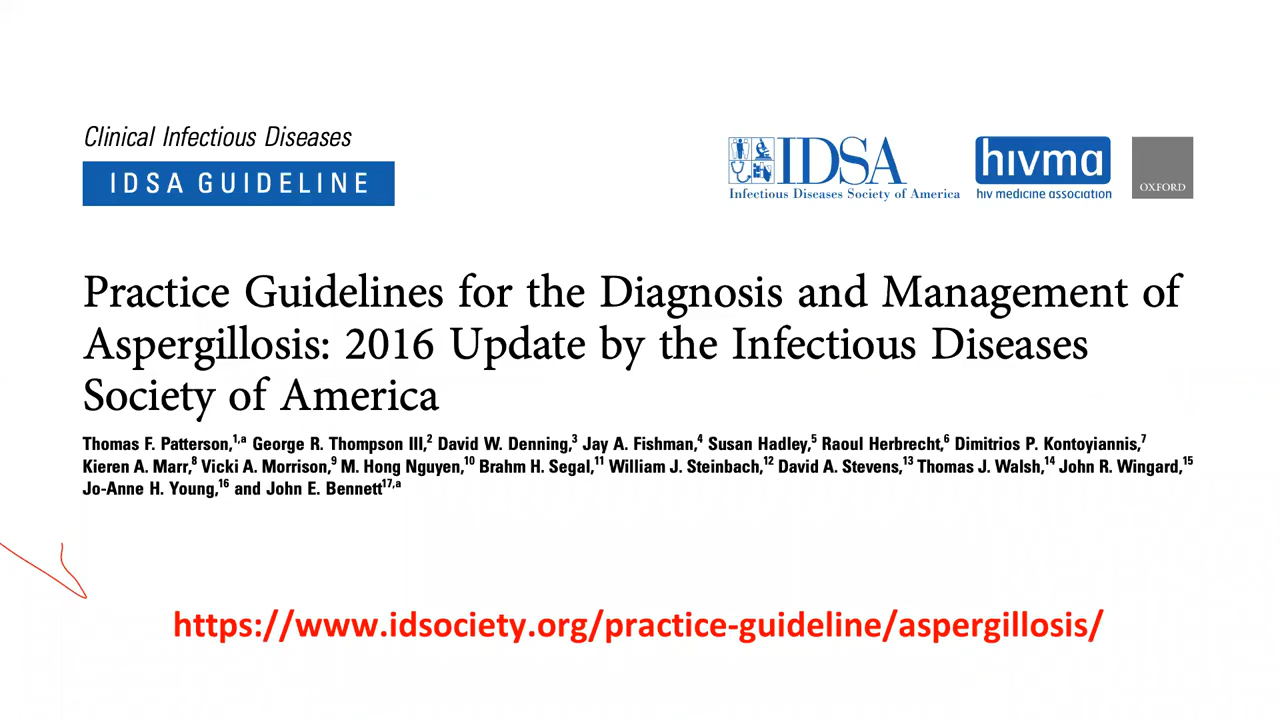 Clinical Infectious Diseases
IDSA GUIDELINE
IDSA
Infectious Diseases Society of America
hivma
hiv medicine association
OXFORD
Practice Guidelines for the Diagnosis and Management of
Aspergillosis: 2016 Update by the Infectious Diseases
Society of America
Thomas F. Patterson,1,a George R. Thompson III,2 David W. Denning,3 Jay A. Fishman,4 Susan Hadley,5 Raoul Herbrecht,6 Dimitrios P. Kontoyiannis,7
Kieren A. Marr,8 Vicki A. Morrison,9 M. Hong Nguyen,10 Brahm H. Segal,11 William J. Steinbach,12 David A. Stevens,13 Thomas J. Walsh,14 John R. Wingard,15
Jo-Anne H. Young,16 and John E. Bennett17,a
https://www.idsociety.org/practice-guideline/aspergillosis/